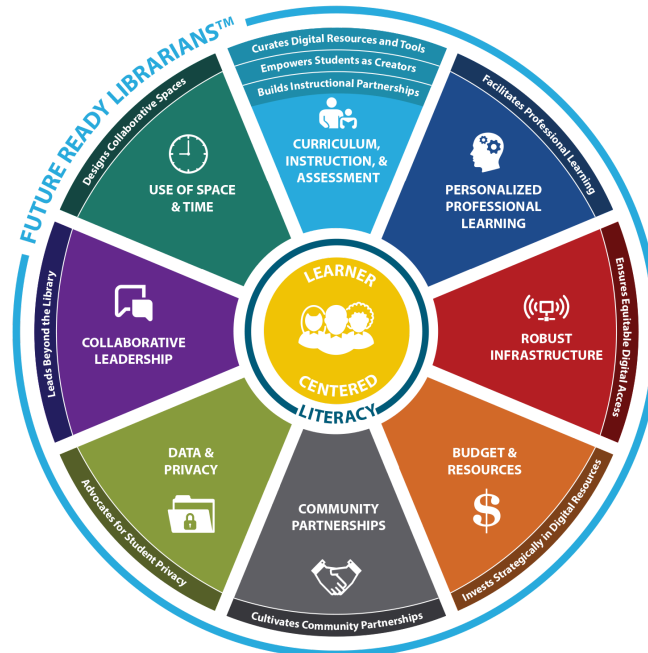 FUTURE READY LIBRARIANS™
Curates Digital Resources and Tools
Empowers Students as Creators
Builds Instructional Partnerships
CURRICULUM,
INSTRUCTION, &
ASSESSMENT
Facilitates Professional Learning
PERSONALIZED
PROFESSIONAL
LEARNING
Ensures Equitable Digital Access
ROBUST
INFRASTRUCTURE
Invests Strategically in Digital Resources
BUDGET &
RESOURCES
$
Cultivates Community Partnerships
COMMUNITY
PARTNERSHIPS
Advocates for Student Privacy
DATA &
PRIVACY
Leads Beyond the Library
COLLABORATIVE
LEADERSHIP
Designs Collaborative Spaces
USE OF SPACE
& TIME
LEARNER
CENTERED
LITERACY